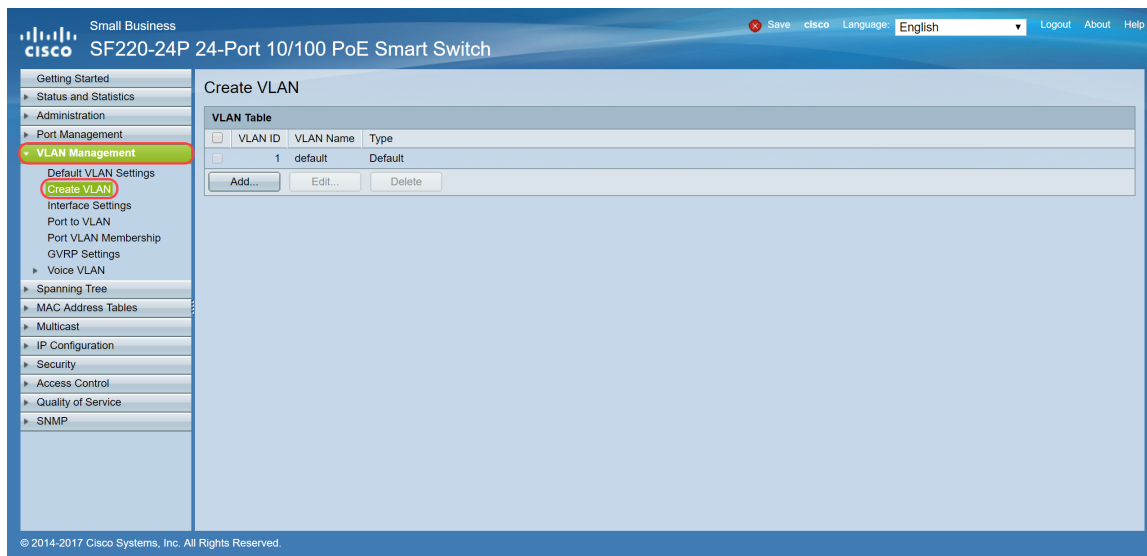 Small Business
Save cisco Language: English Logout About Help
CISCO SF220-24P 24-Port 10/100 PoE Smart Switch
Getting Started
Status and Statistics
Administration
Port Management
VLAN Management
Default VLAN Settings
Create VLAN
Interface Settings
Port to VLAN
Port VLAN Membership
GVRP Settings
Voice VLAN
Spanning Tree
MAC Address Tables
Multicast
IP Configuration
Security
Access Control
Quality of Service
SNMP
Create VLAN
VLAN Table
VLAN ID VLAN Name Type
1 default Default
Add... Edit... Delete
© 2014-2017 Cisco Systems, Inc. All Rights Reserved.